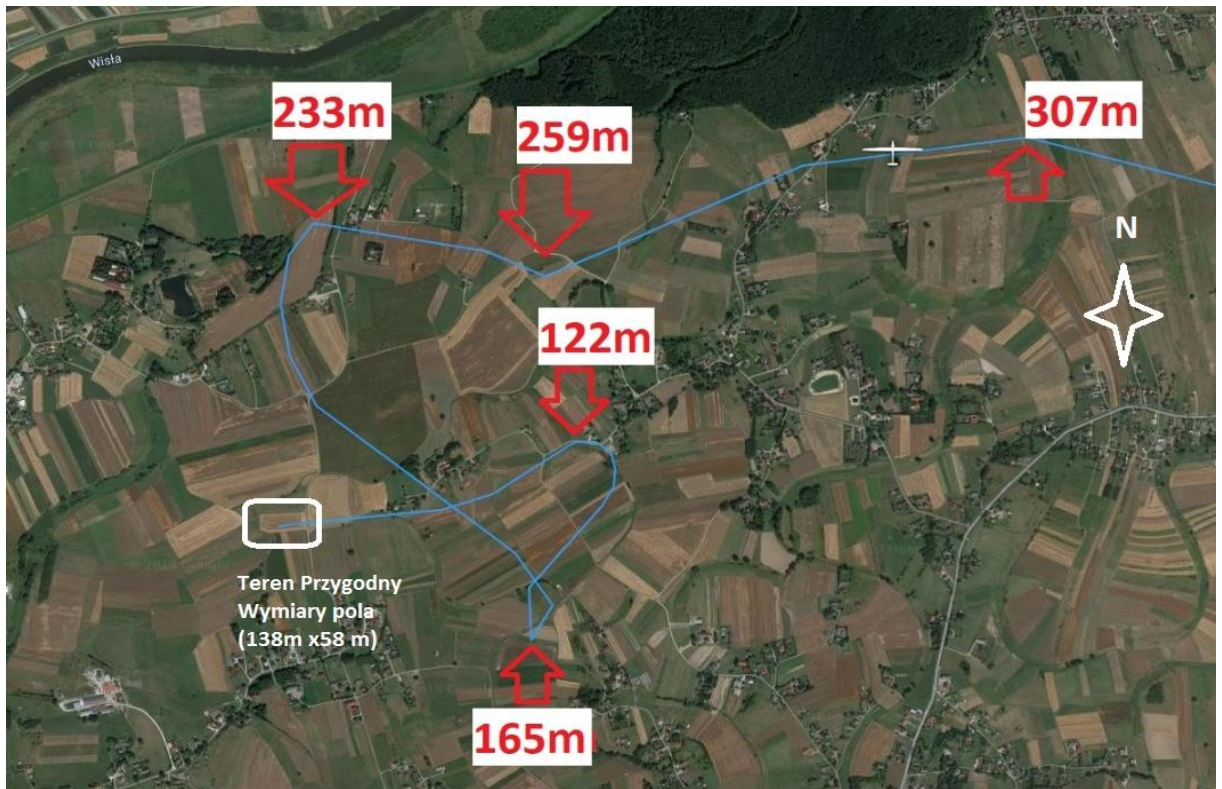 Wisła
233m
259m
307m
N
122m
Teren Przygodny
Wymiary pola
(138m x58 m)
165m